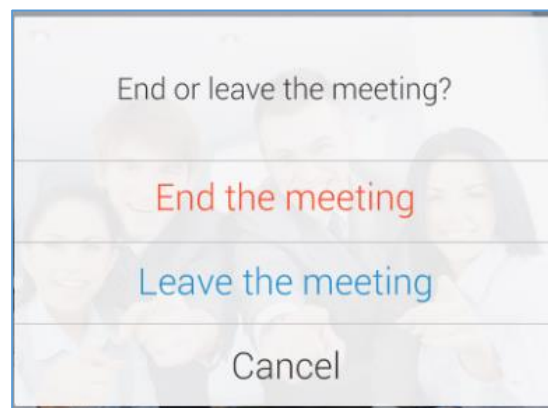 End or leave the meeting?
End the meeting
Leave the meeting
Cancel